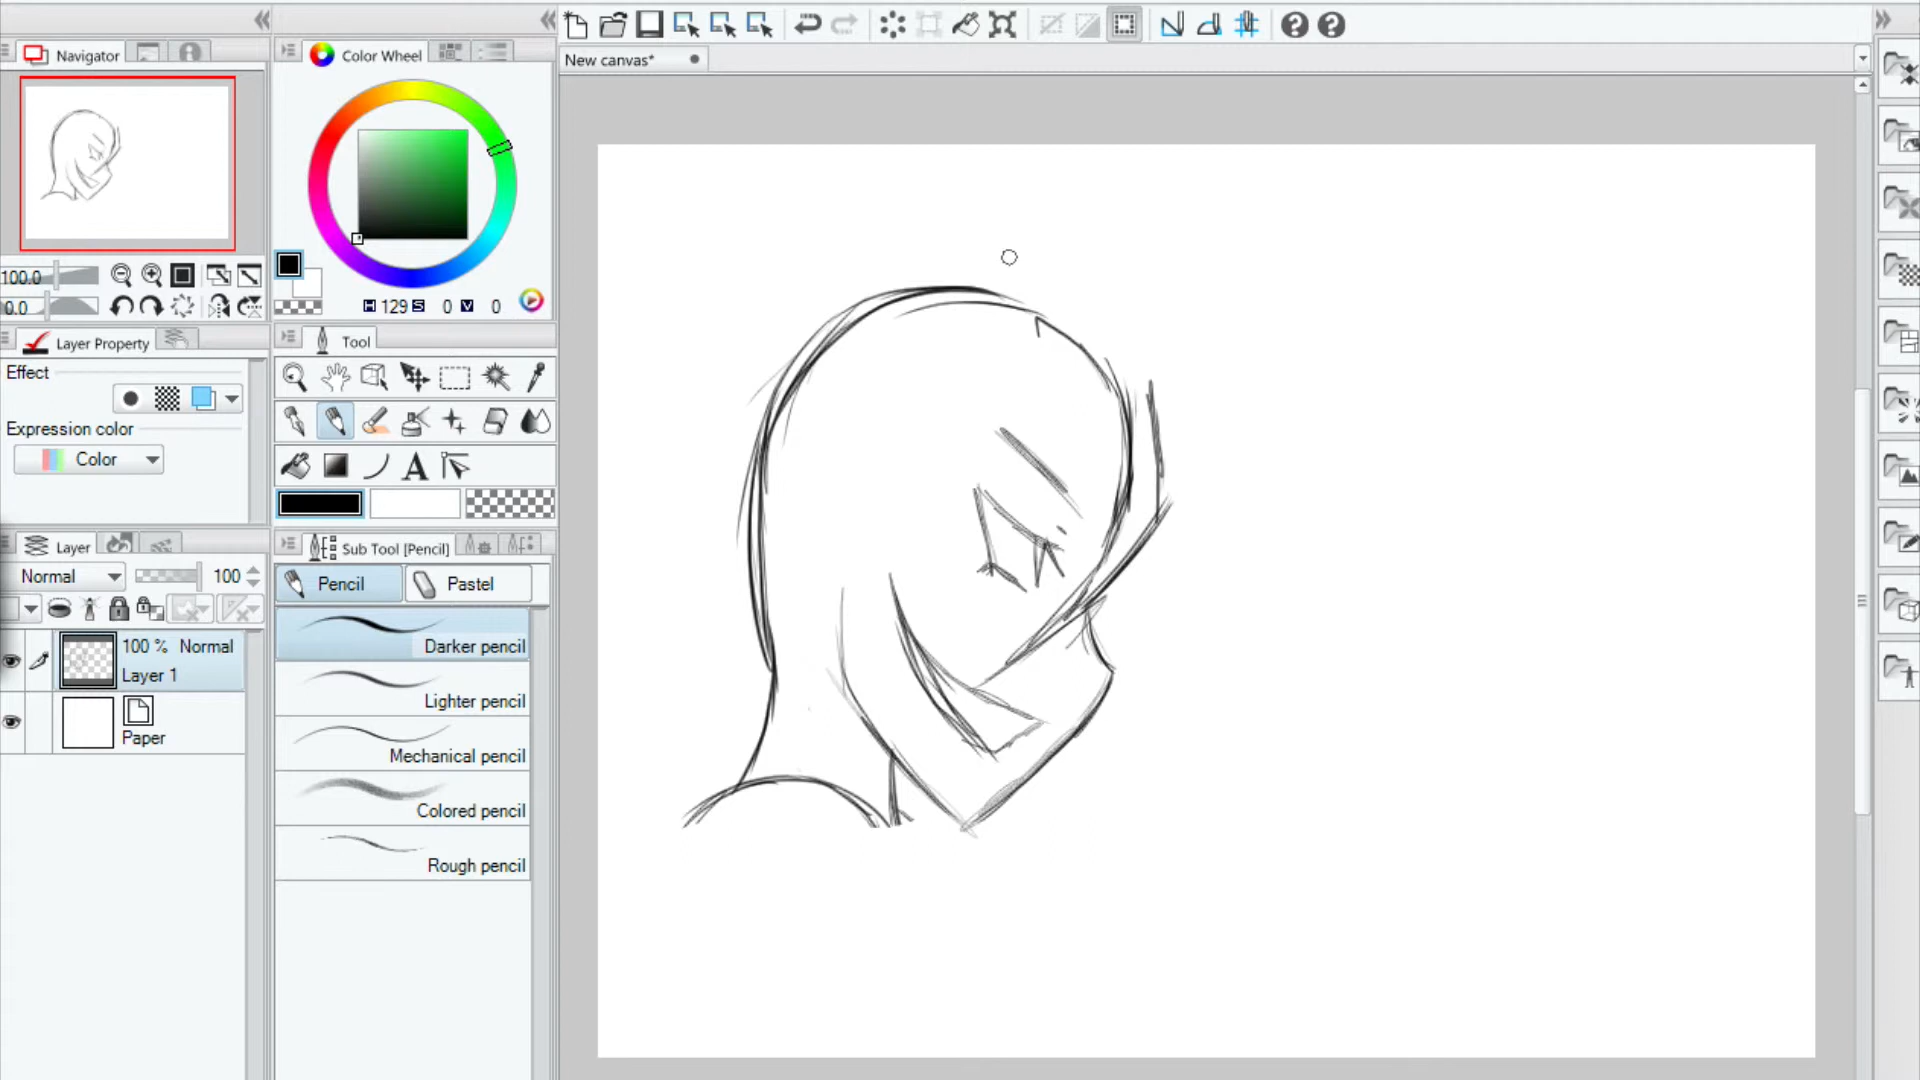 Navigator
Color Wheel
New canvas*
100.0
0.0
H 129 S 0 V 0
Layer Property
Tool
Effect
Expression color
Color
A
Layer
Sub Tool [Pencil]
Normal
100
Pencil
Pastel
Darker pencil
100 % Normal
Layer 1
Lighter pencil
Paper
Mechanical pencil
Colored pencil
Rough pencil